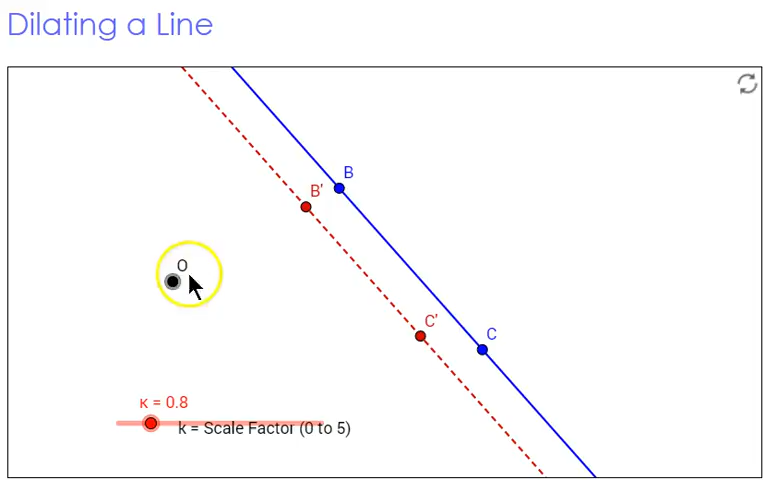 Dilating a Line
B
B'
O
C'
C
κ = 0.8
k = Scale Factor (0 to 5)